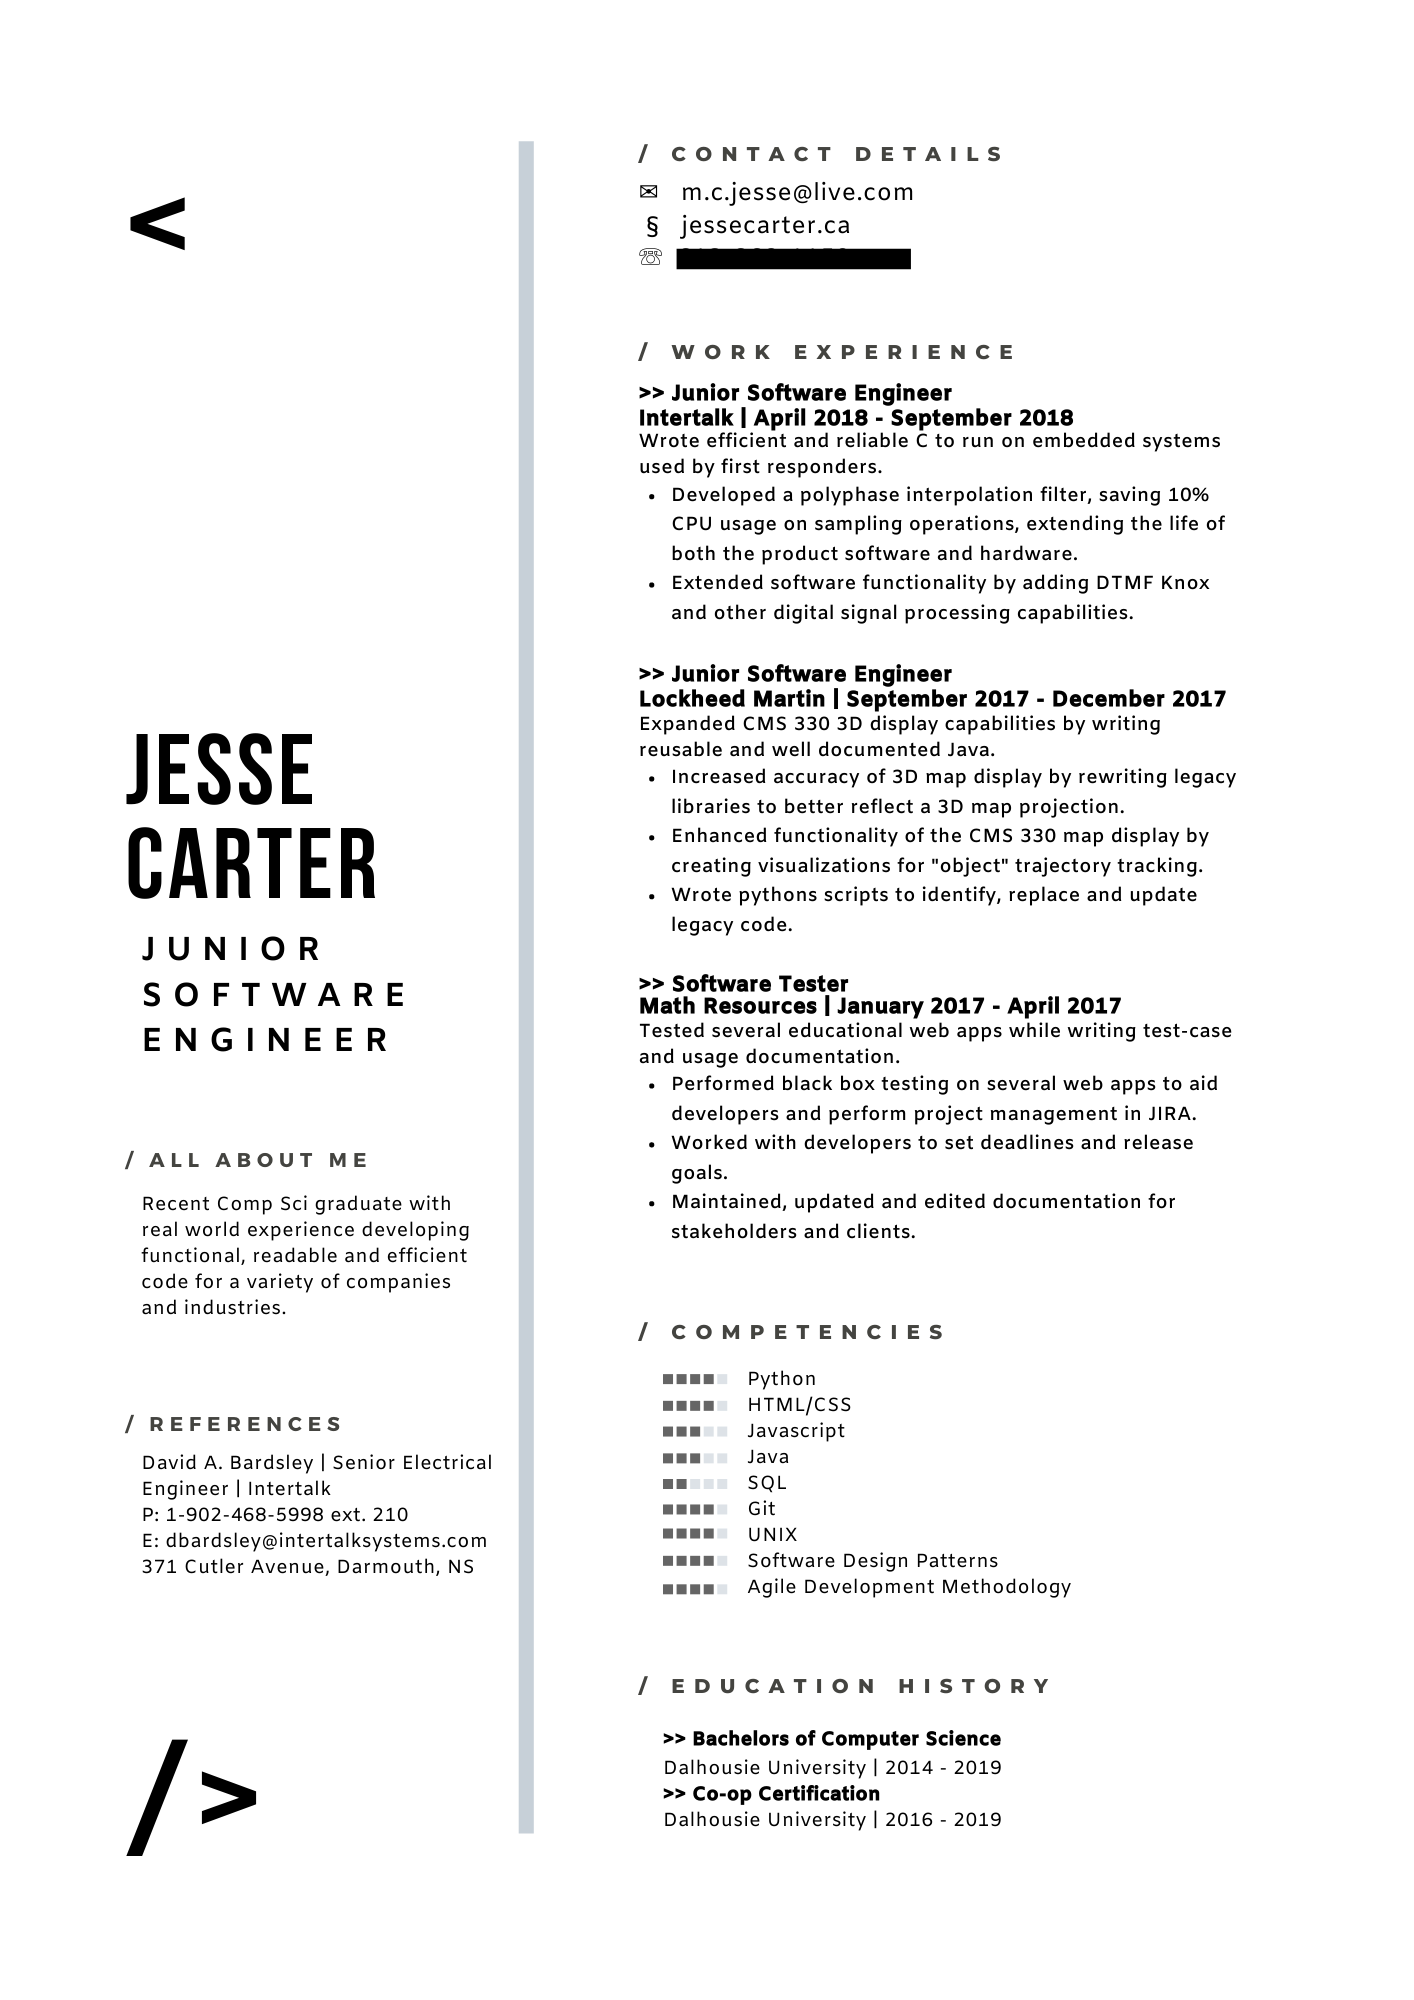 <
JESSE
CARTER
JUNIOR
SOFTWARE
ENGINEER
/ ALL ABOUT ME
Recent Comp Sci graduate with
real world experience developing
functional, readable and efficient
code for a variety of companies
and industries.
/ REFERENCES
David A. Bardsley | Senior Electrical
Engineer | Intertalk
P: 1-902-468-5998 ext. 210
E: dbardsley@intertalksystems.com
371 Cutler Avenue, Darmouth, NS
/>
/ CONTACT DETAILS
✉ m.c.jesse@live.com
§ jessecarter.ca
☏
/ WORK EXPERIENCE
>> Junior Software Engineer
Intertalk | April 2018 - September 2018
Wrote efficient and reliable C to run on embedded systems
used by first responders.
• Developed a polyphase interpolation filter, saving 10%
CPU usage on sampling operations, extending the life of
both the product software and hardware.
• Extended software functionality by adding DTMF Knox
and other digital signal processing capabilities.
>> Junior Software Engineer
Lockheed Martin | September 2017 - December 2017
Expanded CMS 330 3D display capabilities by writing
reusable and well documented Java.
• Increased accuracy of 3D map display by rewriting legacy
libraries to better reflect a 3D map projection.
• Enhanced functionality of the CMS 330 map display by
creating visualizations for "object" trajectory tracking.
• Wrote pythons scripts to identify, replace and update
legacy code.
>> Software Tester
Math Resources | January 2017 - April 2017
Tested several educational web apps while writing test-case
and usage documentation.
• Performed black box testing on several web apps to aid
developers and perform project management in JIRA.
• Worked with developers to set deadlines and release
goals.
• Maintained, updated and edited documentation for
stakeholders and clients.
/ COMPETENCIES
Python
HTML/CSS
Javascript
Java
SQL
Git
UNIX
Software Design Patterns
Agile Development Methodology
/ EDUCATION HISTORY
>> Bachelors of Computer Science
Dalhousie University | 2014 - 2019
>> Co-op Certification
Dalhousie University | 2016 - 2019